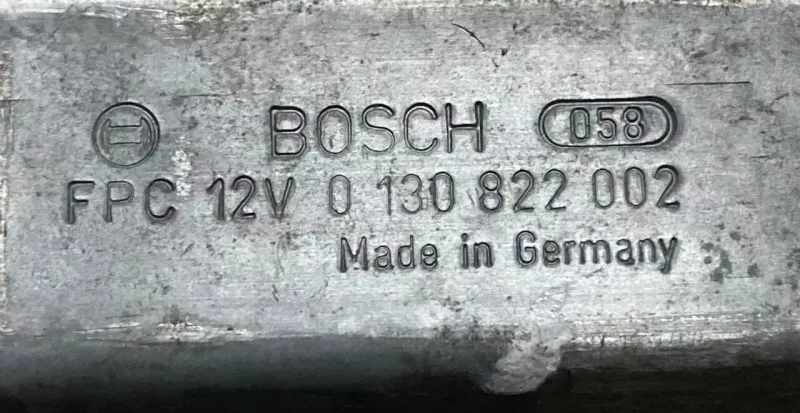 BOSCH 058
FPC 12V 0 130 822 002
Made in Germany